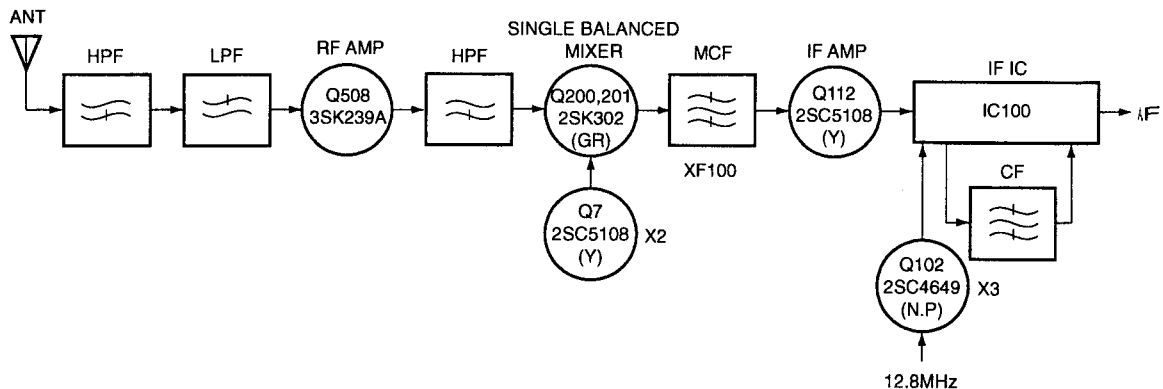 ANT
HPF
LPF
RF AMP
Q508
3SK239A
HPF
SINGLE BALANCED
MIXER
Q200,201
2SK302
(GR)
MCF
XF100
IF AMP
Q112
2SC5108
(Y)
IF IC
IC100
CF
Q7
2SC5108
(Y)
X2
Q102
2SC4649
(N.P)
X3
12.8MHz